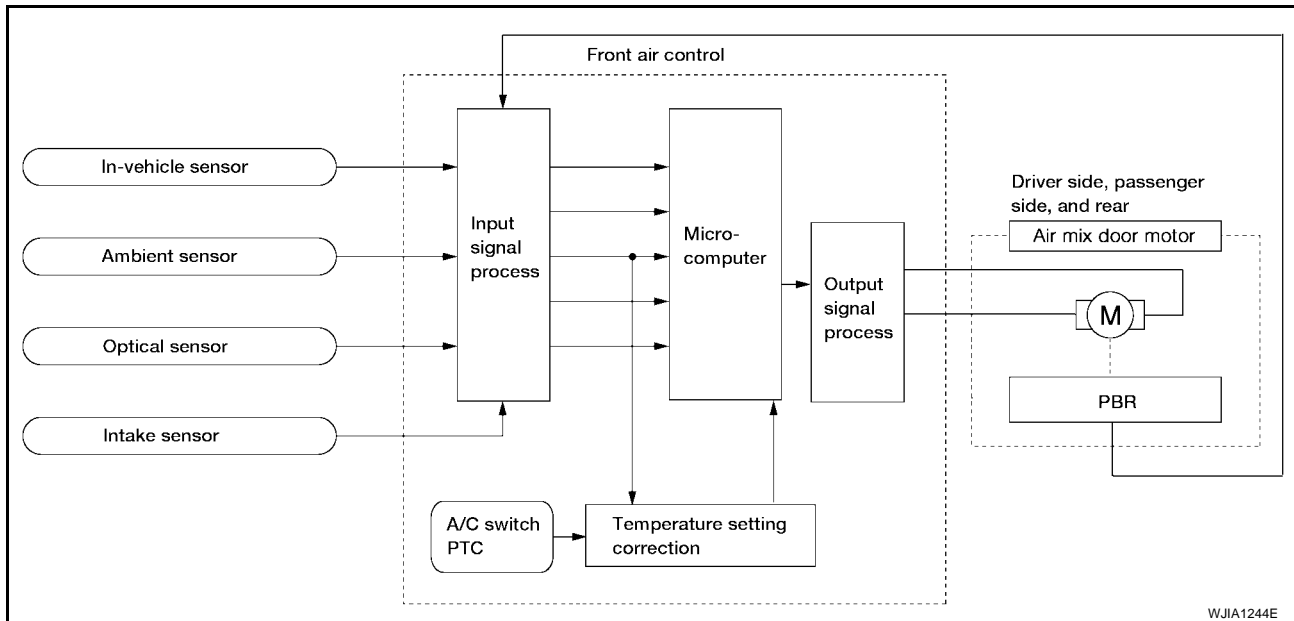 Front air control
In-vehicle sensor
Ambient sensor
Optical sensor
Intake sensor
Input
signal
process
Micro-
computer
Output
signal
process
Driver side, passenger
side, and rear
Air mix door motor
M
PBR
A/C switch
PTC
Temperature setting
correction
WJIA1244E